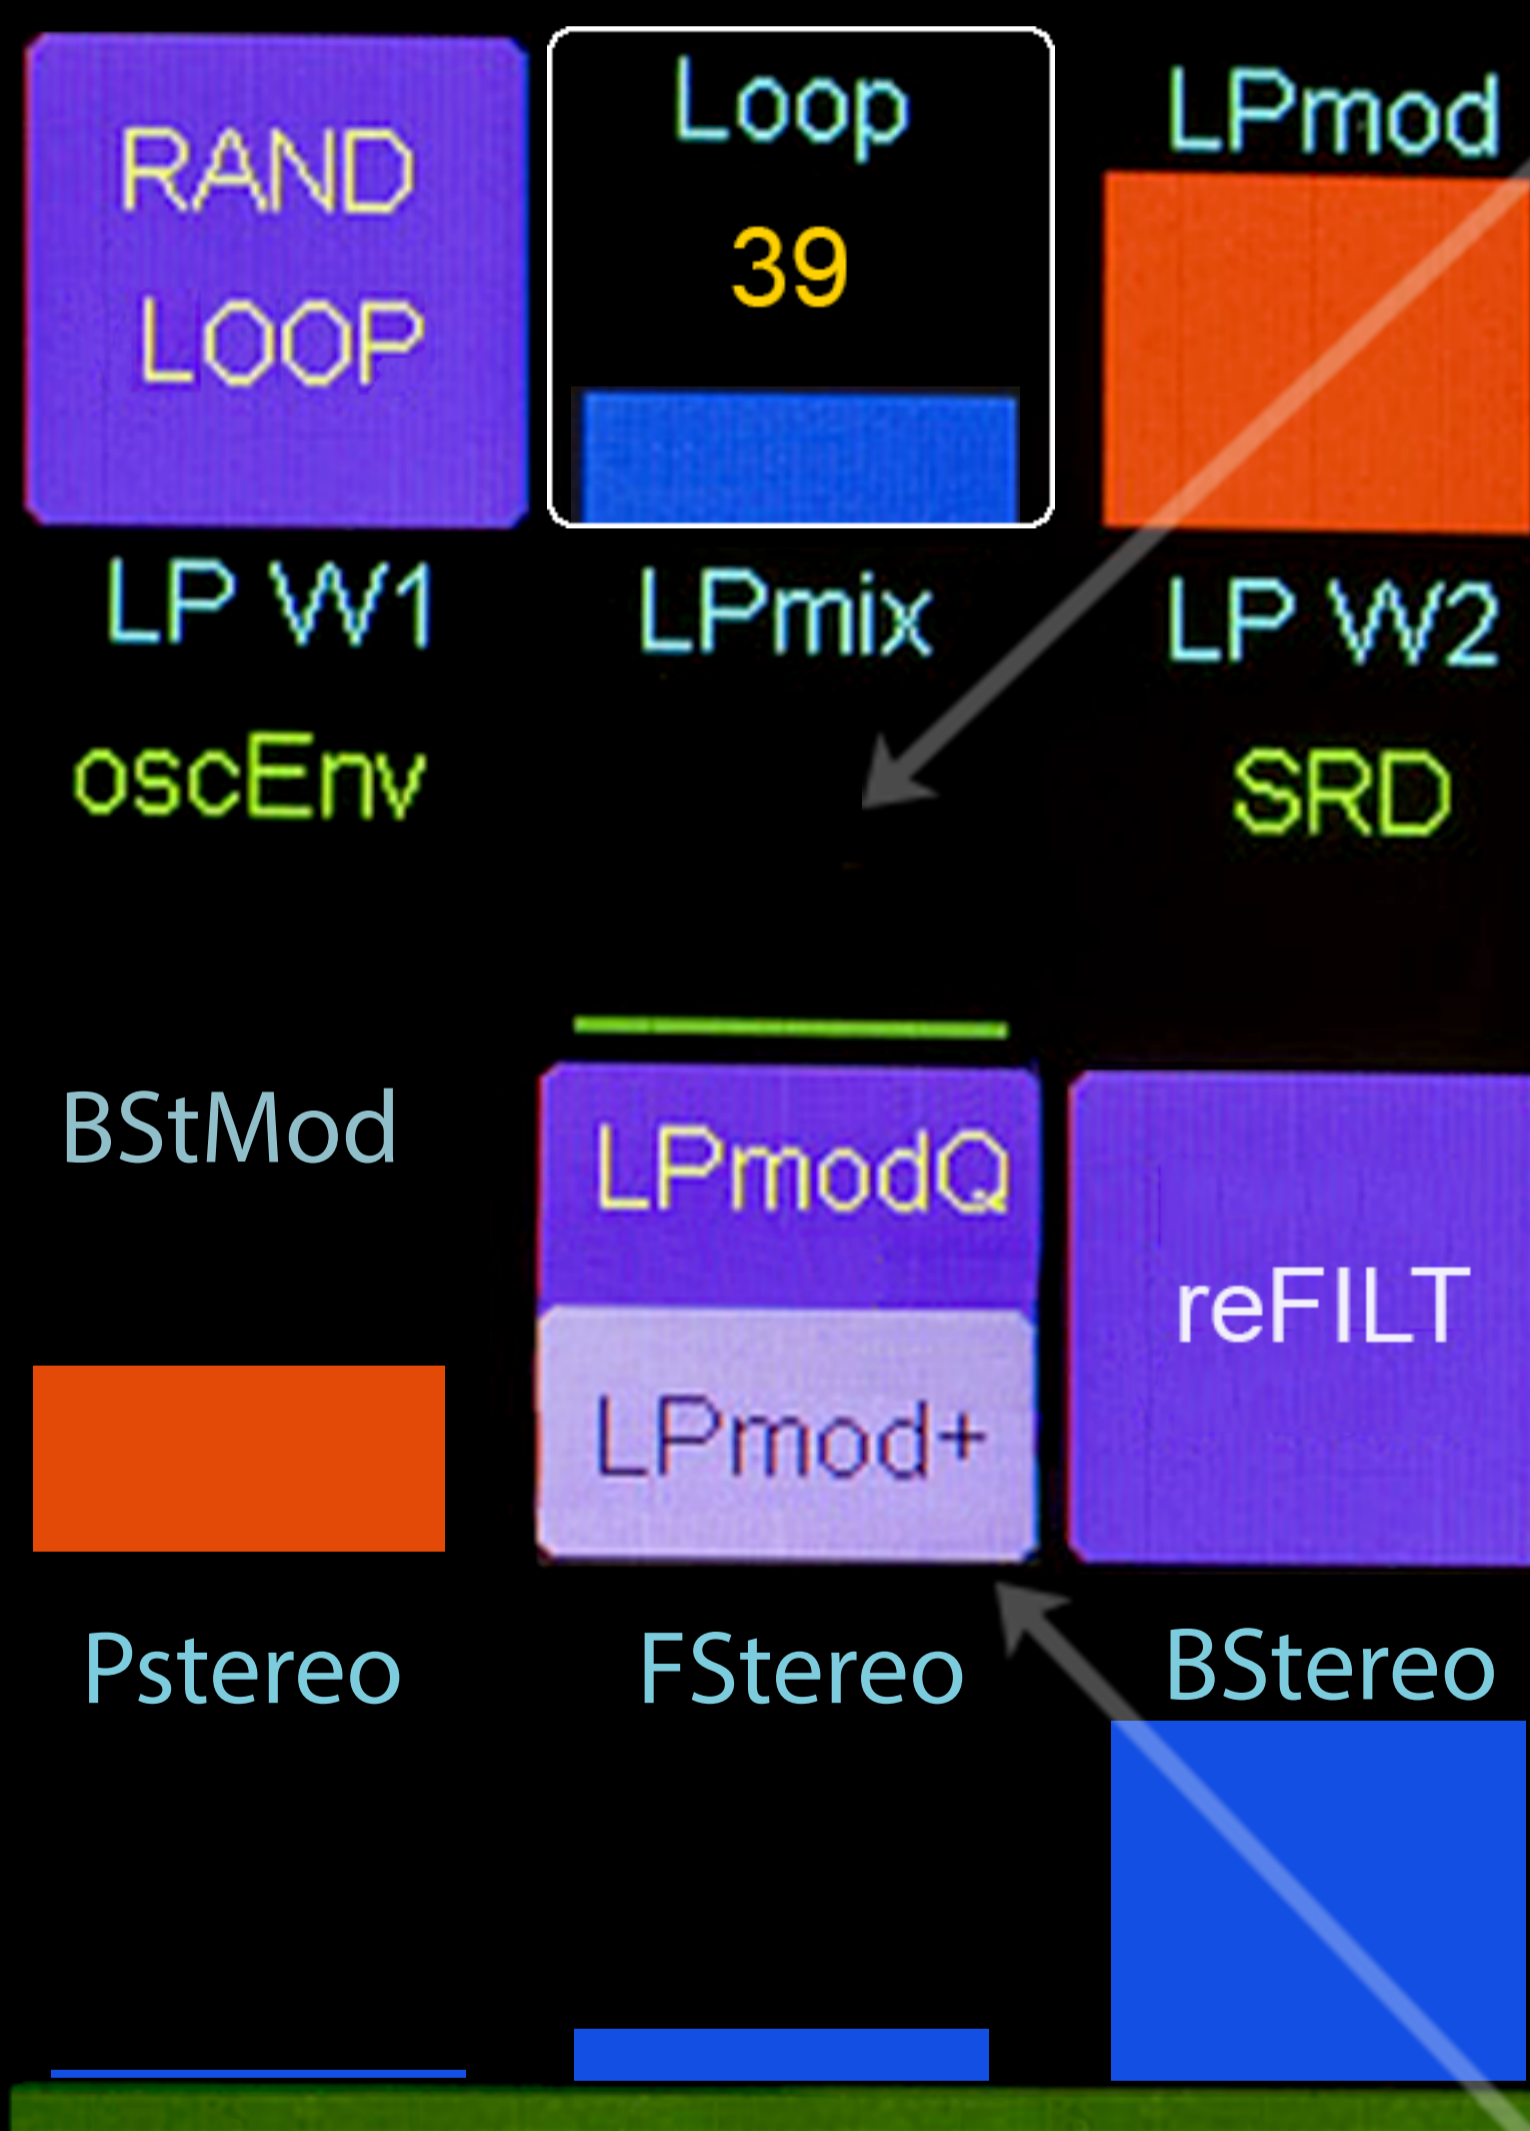 RAND
LOOP
Loop
39
LPmod
LP W1
LPmix
LP W2
oscEnv
SRD
BStMod
LPmodQ
LPmod+
reFILT
Pstereo
FStereo
BStereo